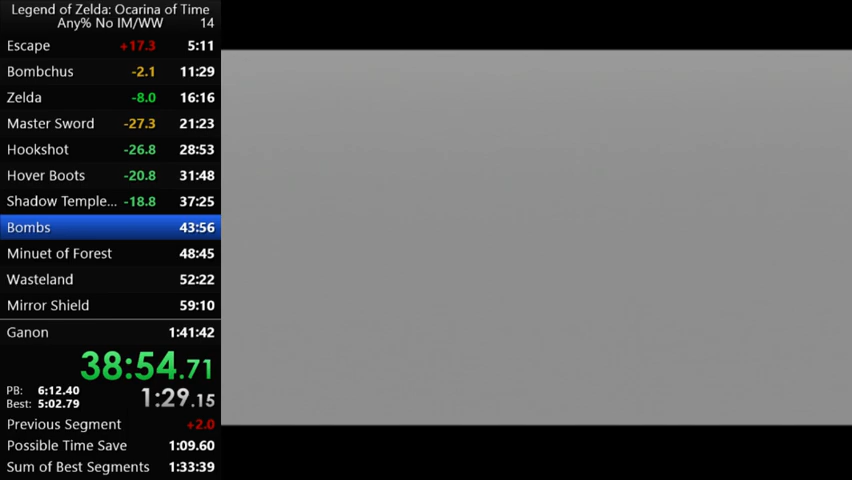 Legend of Zelda: Ocarina of Time
Any% No IM/WW 14
Escape +17.3 5:11
Bombchus -2.1 11:29
Zelda -8.0 16:16
Master Sword -27.3 21:23
Hookshot -26.8 28:53
Hover Boots -20.8 31:48
Shadow Temple... -18.8 37:25
Bombs 43:56
Minuet of Forest 48:45
Wasteland 52:22
Mirror Shield 59:10
Ganon 1:41:42
38:54.71
PB: 6:12.40
Best: 5:02.79
1:29.15
Previous Segment +2.0
Possible Time Save 1:09.60
Sum of Best Segments 1:33:39